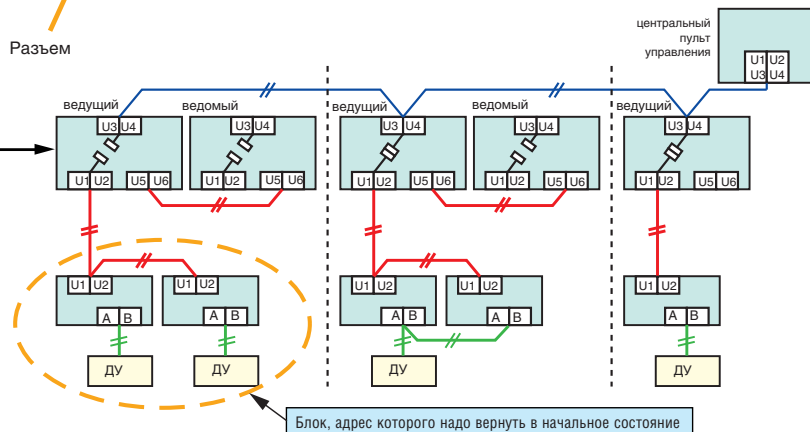 Разъем
центральный
пульт
управления
U1 U2
U3 U4
ведущий
ведомый
ведущий
ведомый
ведущий
U3 U4
U3 U4
U3 U4
U3 U4
U3 U4
U1 U2
U5 U6
U1 U2
U5 U6
U1 U2
U5 U6
U1 U2
U5 U6
U1 U2
U5 U6
U1 U2
U1 U2
U1 U2
U1 U2
U1 U2
A B
A B
A B
A B
A B
ДУ
ДУ
ДУ
ДУ
Блок, адрес которого надо вернуть в начальное состояние